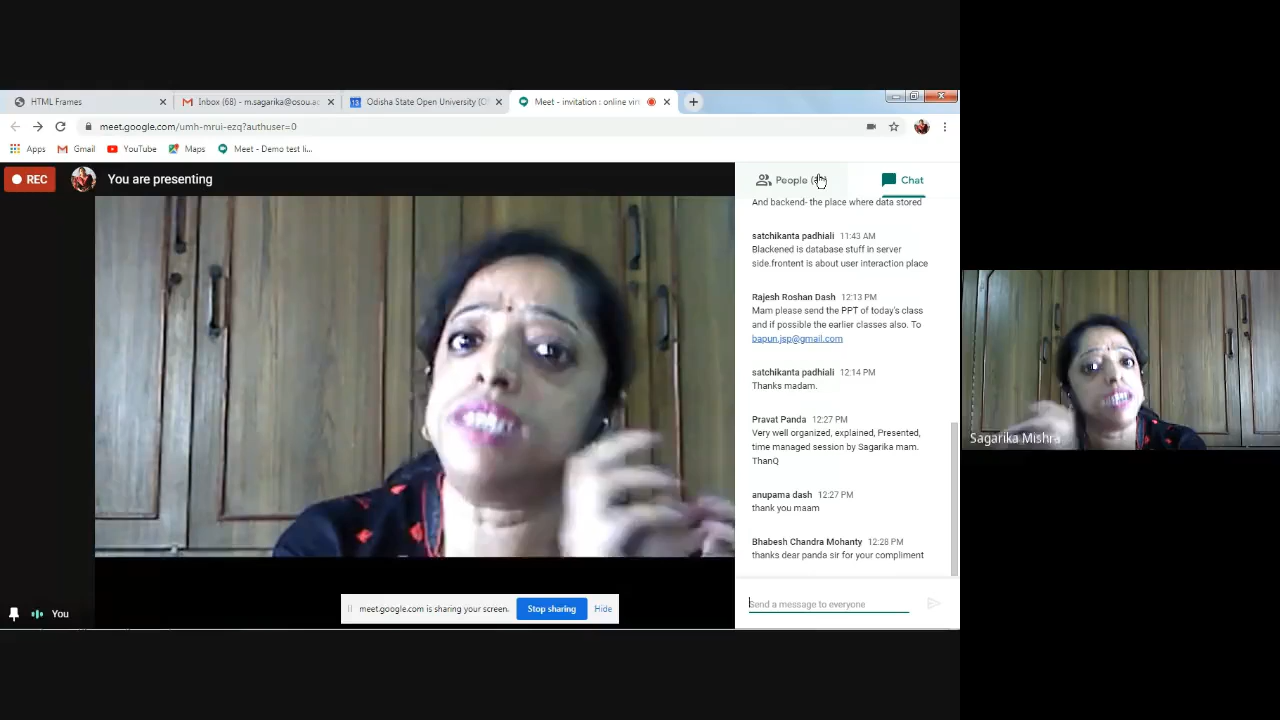 HTML Frames
Inbox (68) - m.sagarika@osou.ac
Odisha State Open University (O
Meet - invitation : online virt
meet.google.com/umh-mrui-ezq?authuser=0
Apps
Gmail
YouTube
Maps
Meet - Demo test li...
REC
You are presenting
People
Chat
And backend- the place where data stored
satchikanta padhiali 11:43 AM
Blackened is database stuff in server
side.frontent is about user interaction place
Rajesh Roshan Dash 12:13 PM
Mam please send the PPT of today's class
and if possible the earlier classes also. To
bapun.jsp@gmail.com
satchikanta padhiali 12:14 PM
Thanks madam.
Pravat Panda 12:27 PM
Very well organized, explained, Presented,
time managed session by Sagarika mam.
ThanQ
anupama dash 12:27 PM
thank you maam
Bhabesh Chandra Mohanty 12:28 PM
thanks dear panda sir for your compliment
Send a message to everyone
You
meet.google.com is sharing your screen.
Stop sharing
Hide
Sagarika Mishra